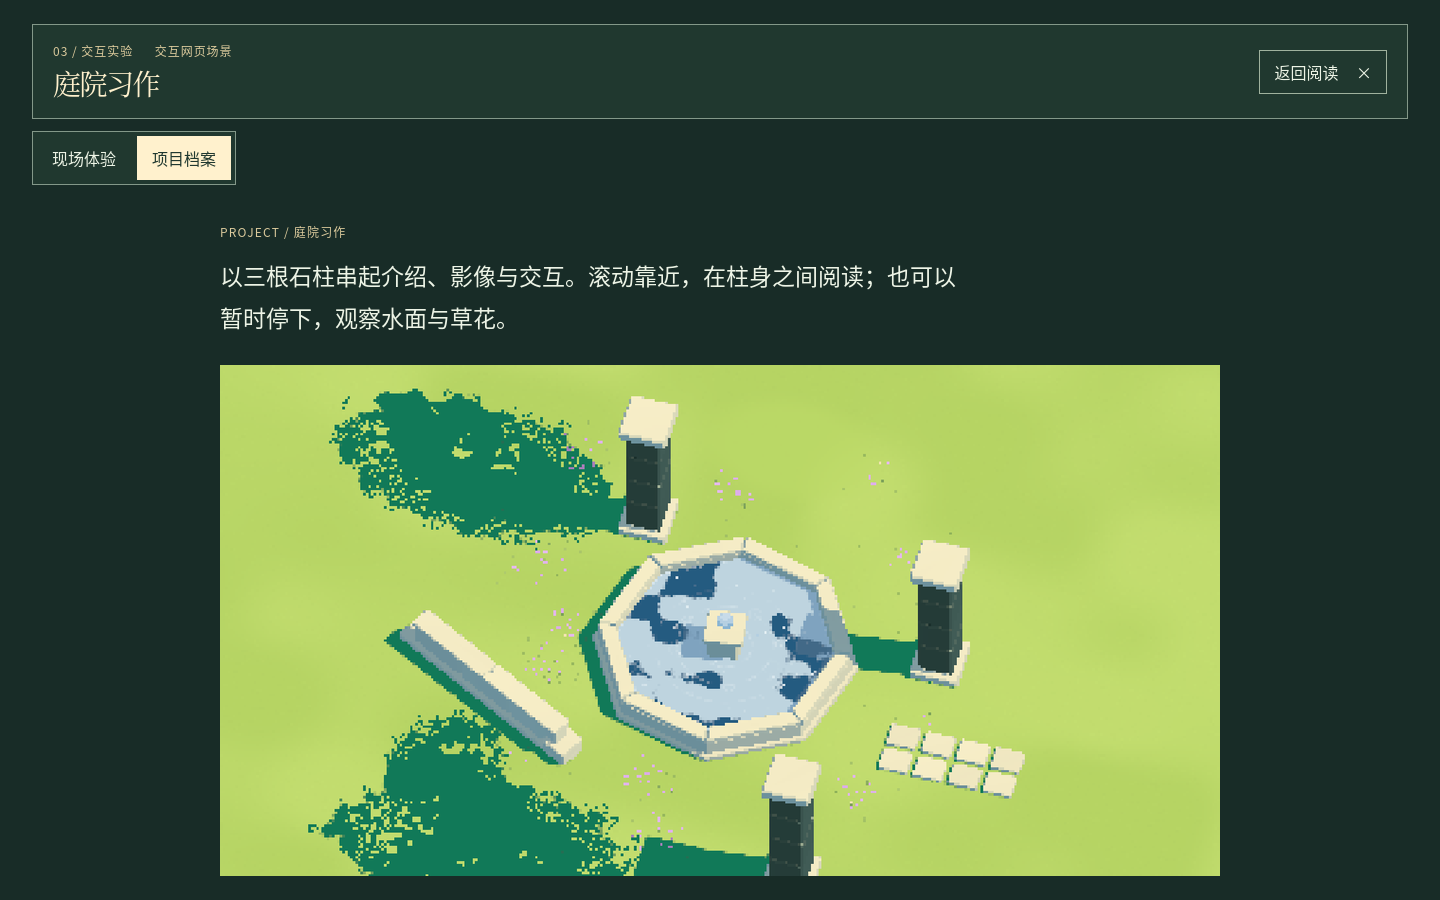 03 / 交互实验 交互网页场景
庭院习作
返回阅读 ×
现场体验 项目档案
PROJECT / 庭院习作
以三根石柱串起介绍、影像与交互。滚动靠近，在柱身之间阅读；也可以
暂时停下，观察水面与草花。